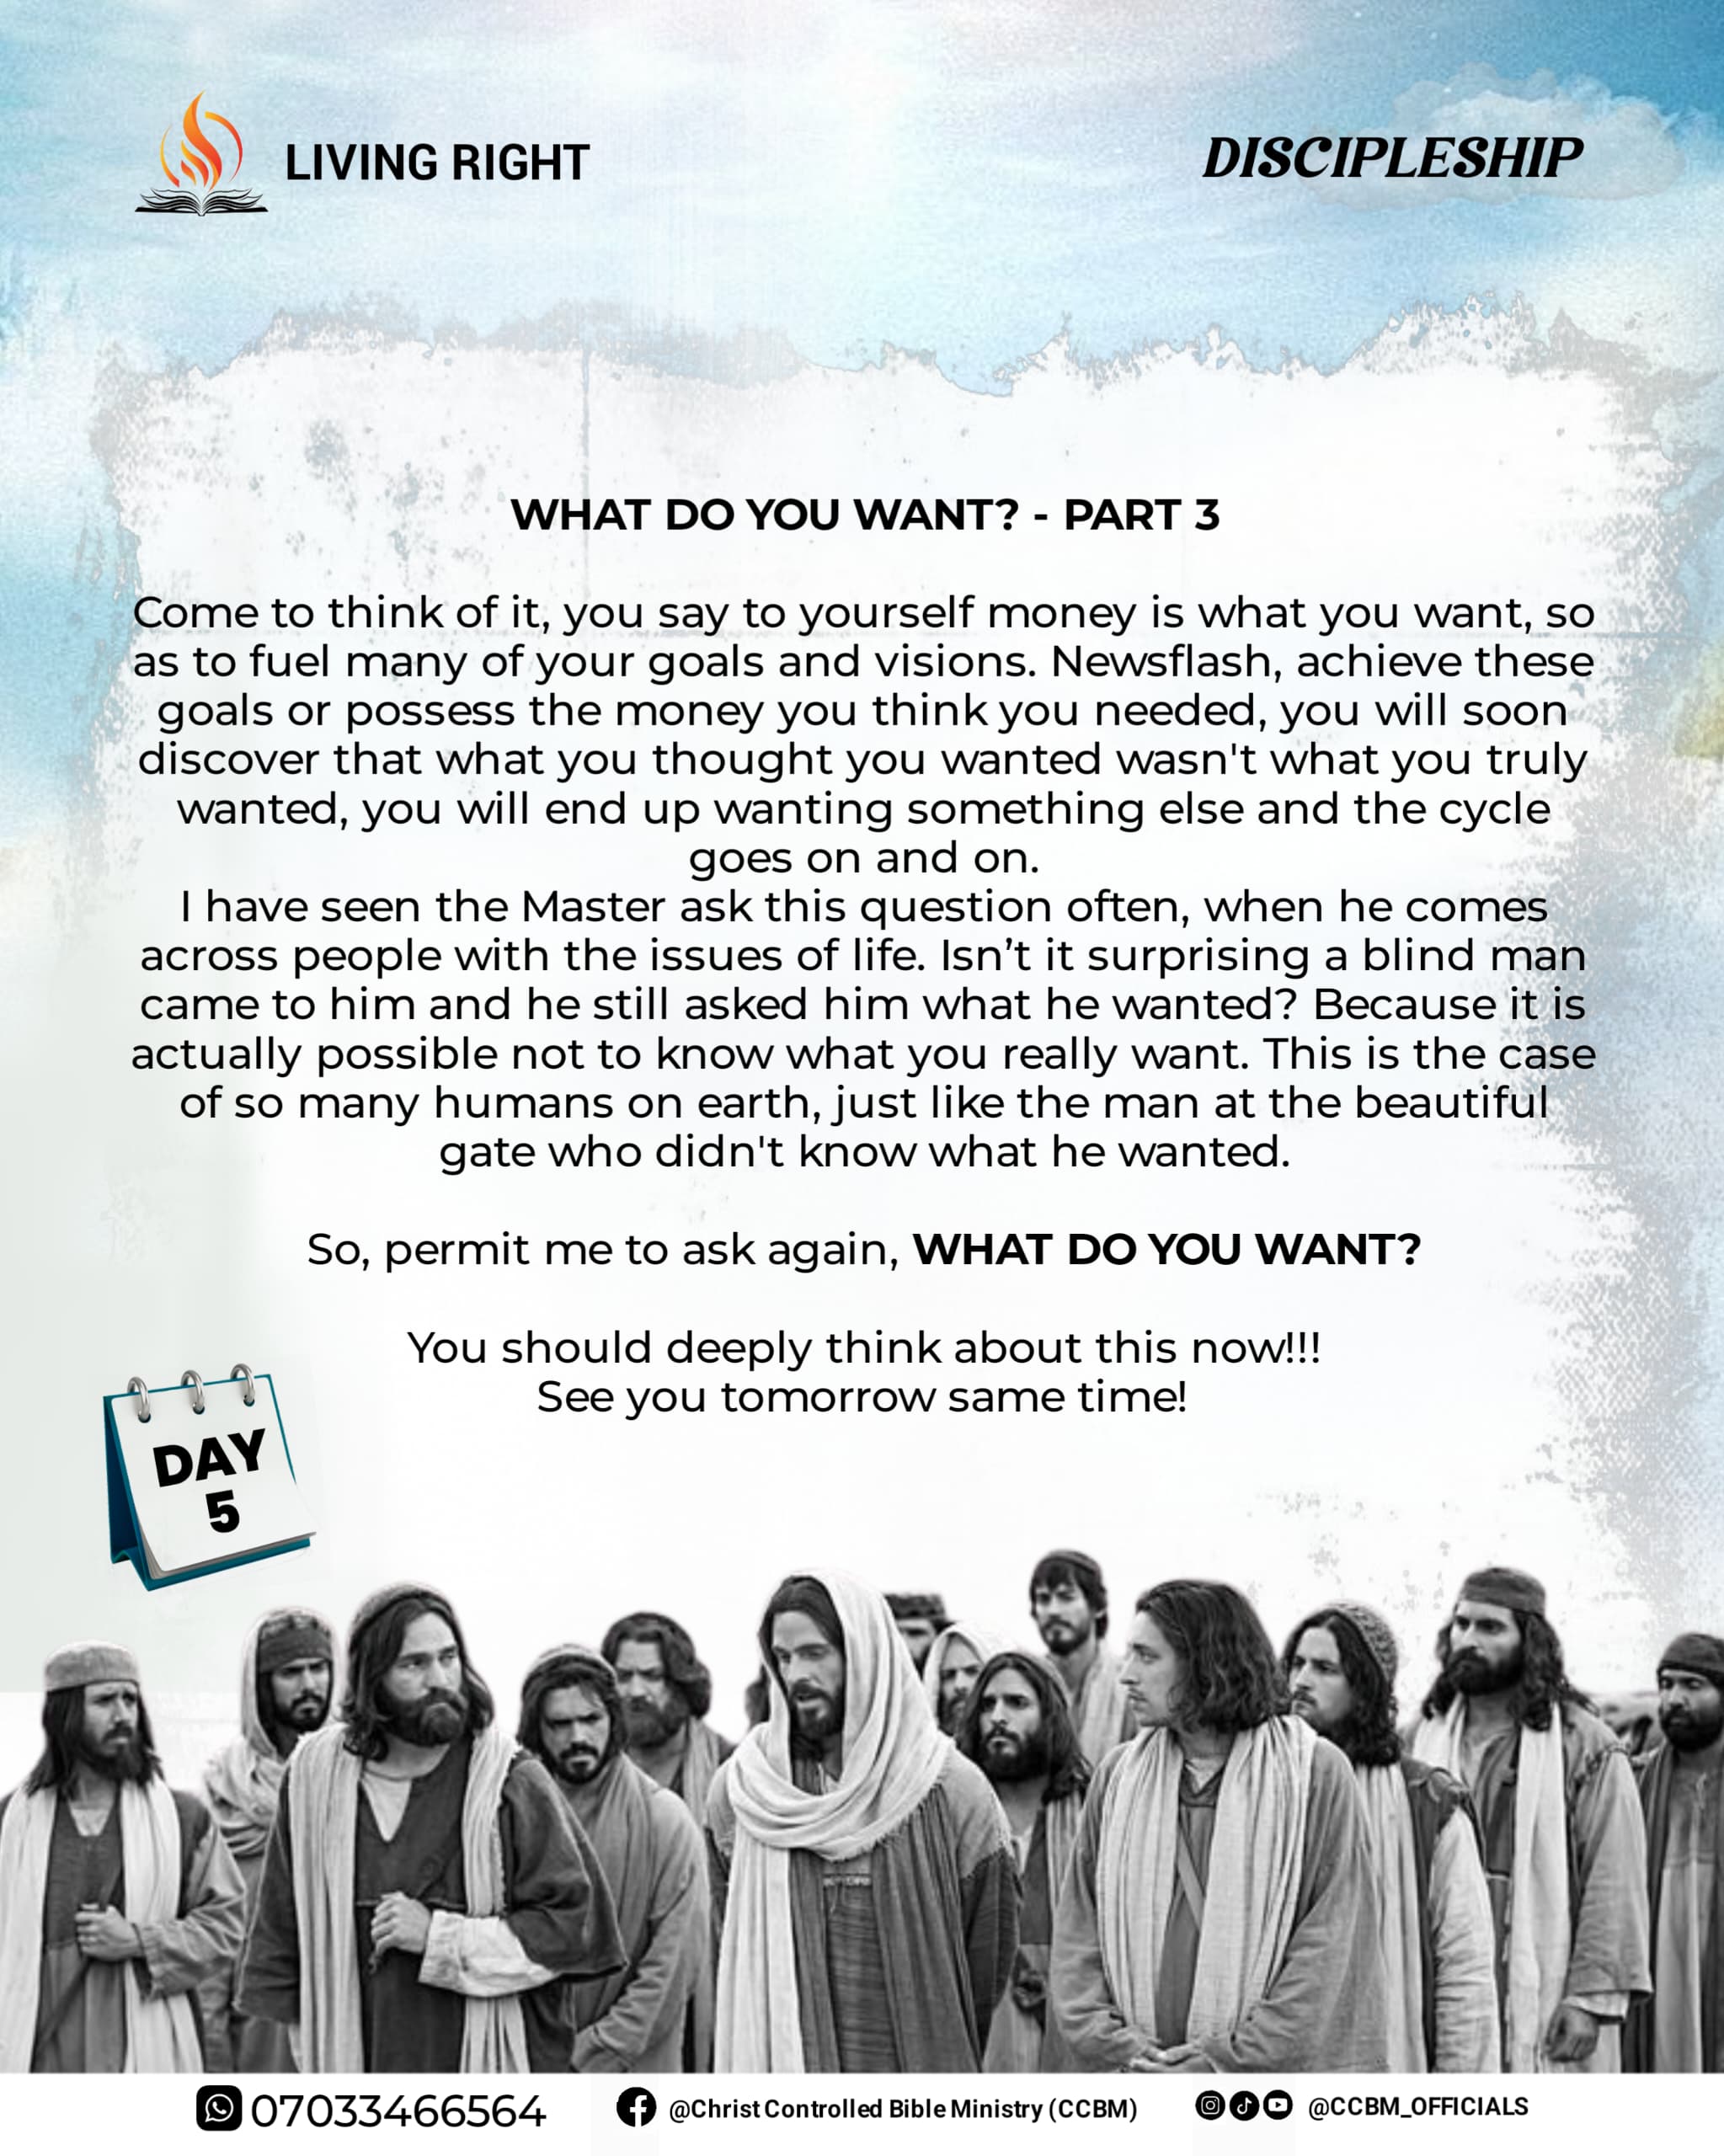 LIVING RIGHT
DISCIPLESHIP
WHAT DO YOU WANT? - PART 3
Come to think of it, you say to yourself money is what you want, so
as to fuel many of your goals and visions. Newsflash, achieve these
goals or possess the money you think you needed, you will soon
discover that what you thought you wanted wasn't what you truly
wanted, you will end up wanting something else and the cycle
goes on and on.
I have seen the Master ask this question often, when he comes
across people with the issues of life. Isn’t it surprising a blind man
came to him and he still asked him what he wanted? Because it is
actually possible not to know what you really want. This is the case
of so many humans on earth, just like the man at the beautiful
gate who didn't know what he wanted.
So, permit me to ask again, WHAT DO YOU WANT?
You should deeply think about this now!!!
See you tomorrow same time!
DAY
5
07033466564
@Christ Controlled Bible Ministry (CCBM)
@CCBM_OFFICIALS